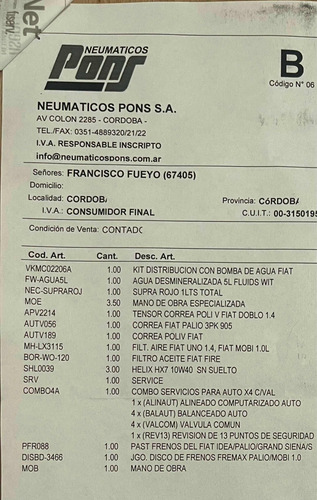 NEUMATICOS
Pons
B
Código N° 06
NEUMATICOS PONS S.A.
AV COLON 2285 - CORDOBA -
TEL./FAX: 0351-4889320/21/22
I.V.A. RESPONSABLE INSCRIPTO
info@neumaticospons.com.ar
Señores: FRANCISCO FUEYO (67405)
Domicilio:
Localidad: CORDOBA Provincia: CóRDOBA
I.V.A.: CONSUMIDOR FINAL C.U.I.T.: 00-3150195
Condición de Venta: CONTADO
Cod. Art. Cant. Desc. Art.
VKMC02206A 1.00 KIT DISTRIBUCION CON BOMBA DE AGUA FIAT
FW-AGUA5L 1.00 AGUA DESMINERALIZADA 5L FLUIDS WIT
NEC-SUPRAROJ 1.00 SUPRA ROJO 1LTS TOTAL
MOE 3.50 MANO DE OBRA ESPECIALIZADA
APV2214 1.00 TENSOR CORREA POLI V FIAT DOBLO 1.4
AUTV056 1.00 CORREA FIAT PALIO 3PK 905
AUTV189 1.00 CORREA POLIV FIAT
MH-LX3115 1.00 FILT. AIRE FIAT UNO 1.4, FIAT MOBI 1.0L
BOR-WO-120 1.00 FILTRO ACEITE FIAT FIRE
SHL0039 3.00 HELIX HX7 10W40 SN SUELTO
SRV 1.00 SERVICE
COMBO4A 1.00 COMBO SERVICIOS PARA AUTO X4 C/VAL
1 x (ALINAUT) ALINEADO COMPUTARIZADO AUTO
4 x (BALAUT) BALANCEADO AUTO
4 x (VALCOM) VALVULA COMUN
1 x (REV13) REVISION DE 13 PUNTOS DE SEGURIDAD
PFR088 1.00 PAST FRENOS DEL FIAT IDEA/PALIO/GRAND SIENA/S
DISBD-3466 1.00 JGO. DISCO DE FRENOS FREMAX PALIO/MOBI 1.0
MOB 1.00 MANO DE OBRA